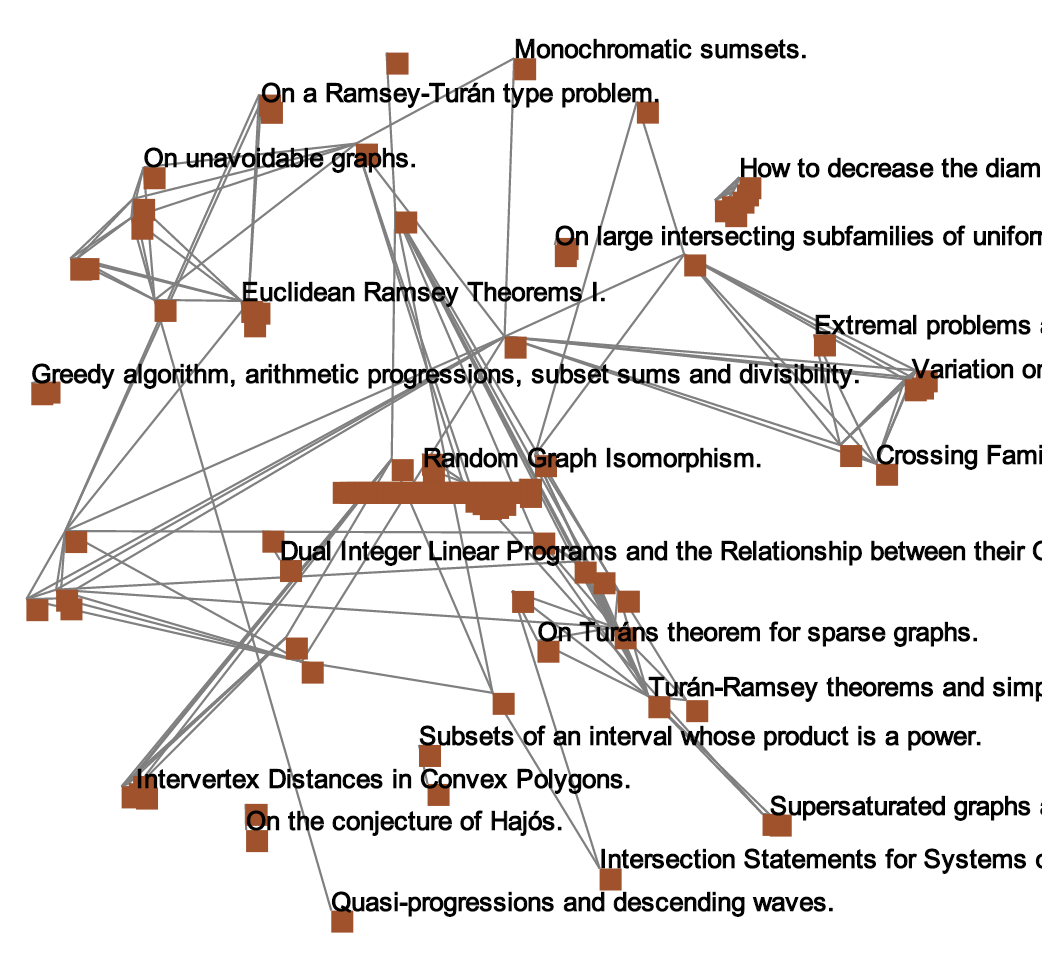 Monochromatic sumsets.
On a Ramsey-Turán type problem.
On unavoidable graphs.
How to decrease the diam
On large intersecting subfamilies of unifor
Euclidean Ramsey Theorems I.
Extremal problems
Variation on
Greedy algorithm, arithmetic progressions, subset sums and divisibility.
Random Graph Isomorphism.
Crossing Fami
Dual Integer Linear Programs and the Relationship between their
On Turáns theorem for sparse graphs.
Turán-Ramsey theorems and simp
Subsets of an interval whose product is a power.
Intervertex Distances in Convex Polygons.
Supersaturated graphs
On the conjecture of Hajós.
Intersection Statements for Systems
Quasi-progressions and descending waves.